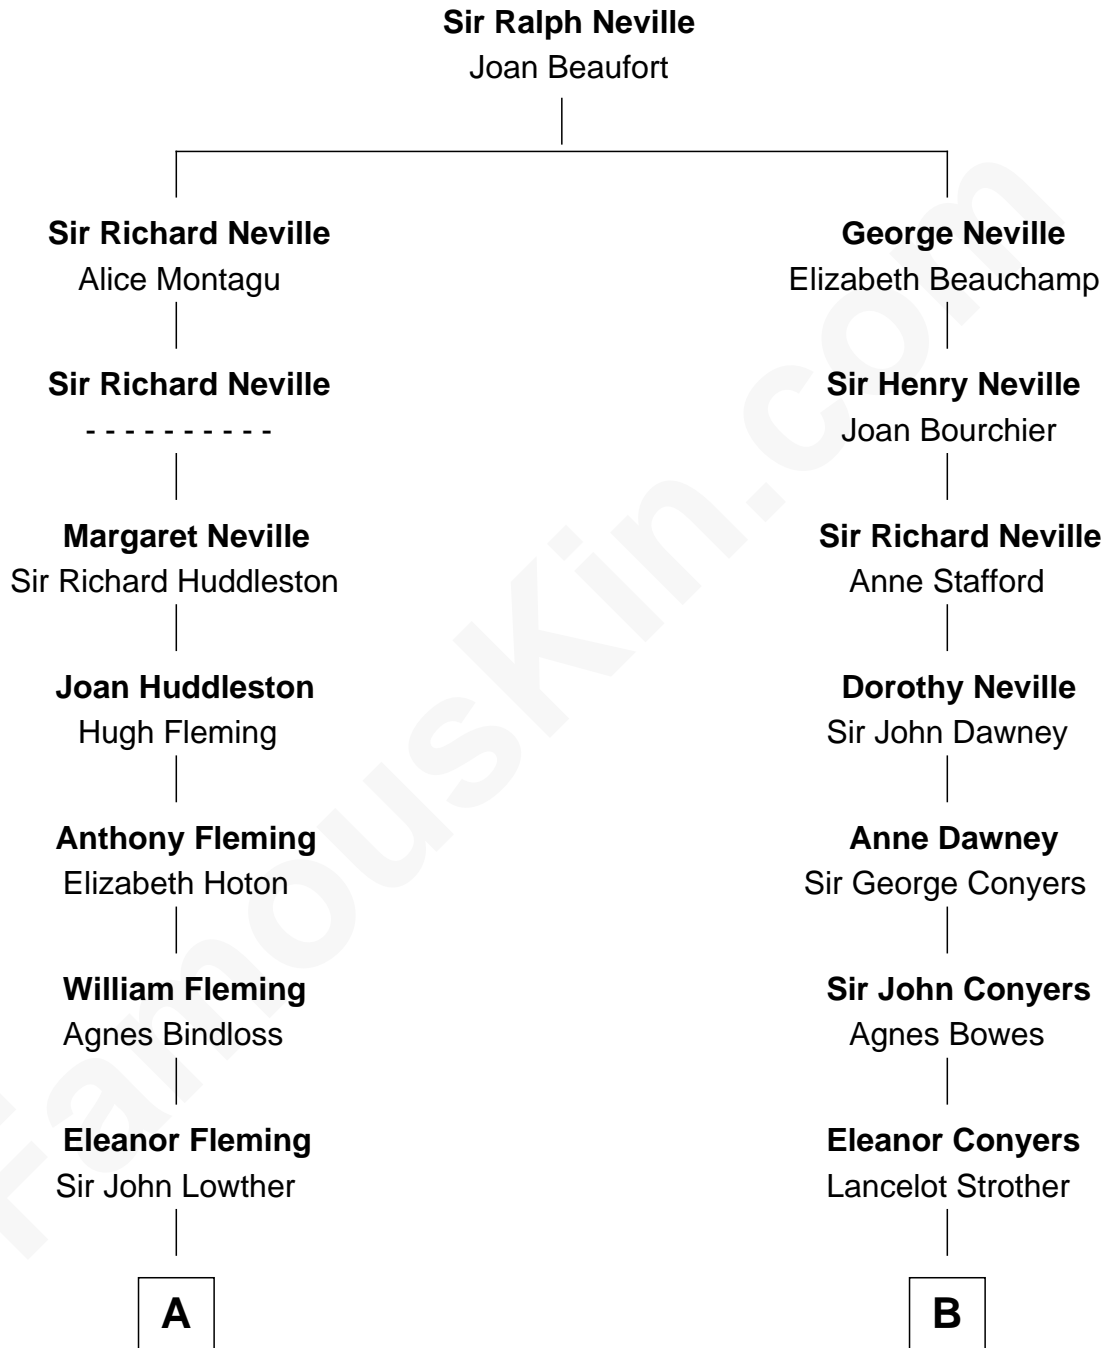 Sir Ralph Neville
Joan Beaufort
Sir Richard Neville
Alice Montagu
George Neville
Elizabeth Beauchamp
Sir Richard Neville
- - - - - - - - - -
Sir Henry Neville
Joan Bourchier
Margaret Neville
Sir Richard Huddleston
Sir Richard Neville
Anne Stafford
Joan Huddleston
Hugh Fleming
Dorothy Neville
Sir John Dawney
Anthony Fleming
Elizabeth Hoton
Anne Dawney
Sir George Conyers
William Fleming
Agnes Bindloss
Sir John Conyers
Agnes Bowes
Eleanor Fleming
Sir John Lowther
Eleanor Conyers
Lancelot Strother
A
B
FamousKin.com